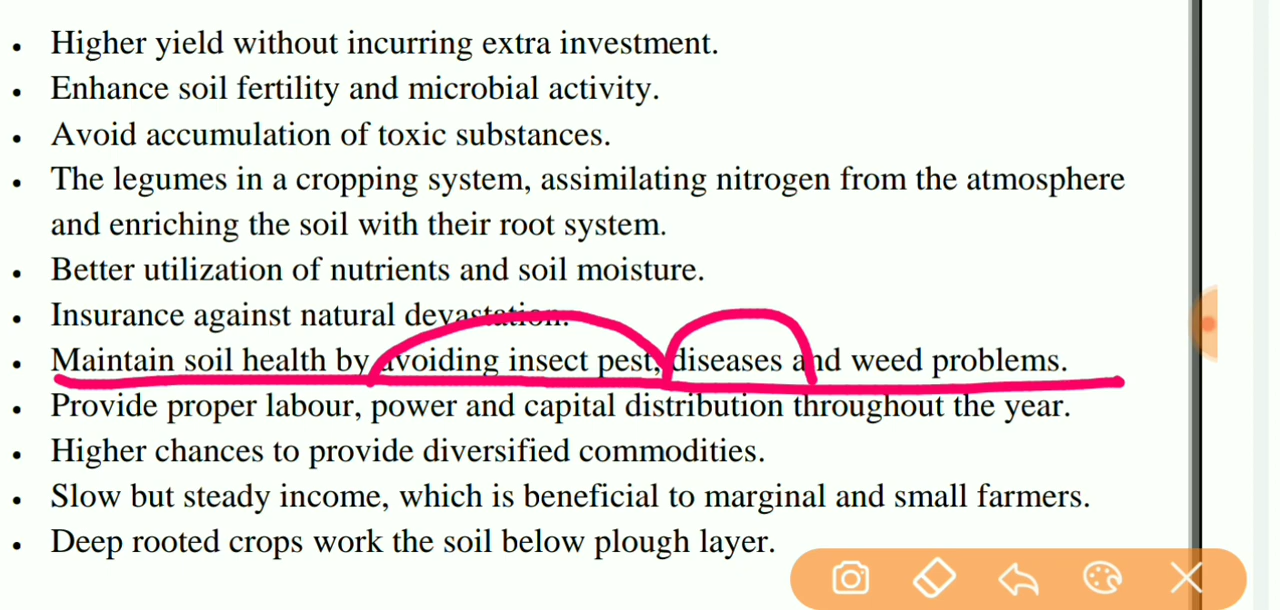 • Higher yield without incurring extra investment.
• Enhance soil fertility and microbial activity.
• Avoid accumulation of toxic substances.
• The legumes in a cropping system, assimilating nitrogen from the atmosphere
and enriching the soil with their root system.
• Better utilization of nutrients and soil moisture.
• Insurance against natural devastation.
• Maintain soil health by avoiding insect pest, diseases and weed problems.
• Provide proper labour, power and capital distribution throughout the year.
• Higher chances to provide diversified commodities.
• Slow but steady income, which is beneficial to marginal and small farmers.
• Deep rooted crops work the soil below plough layer.